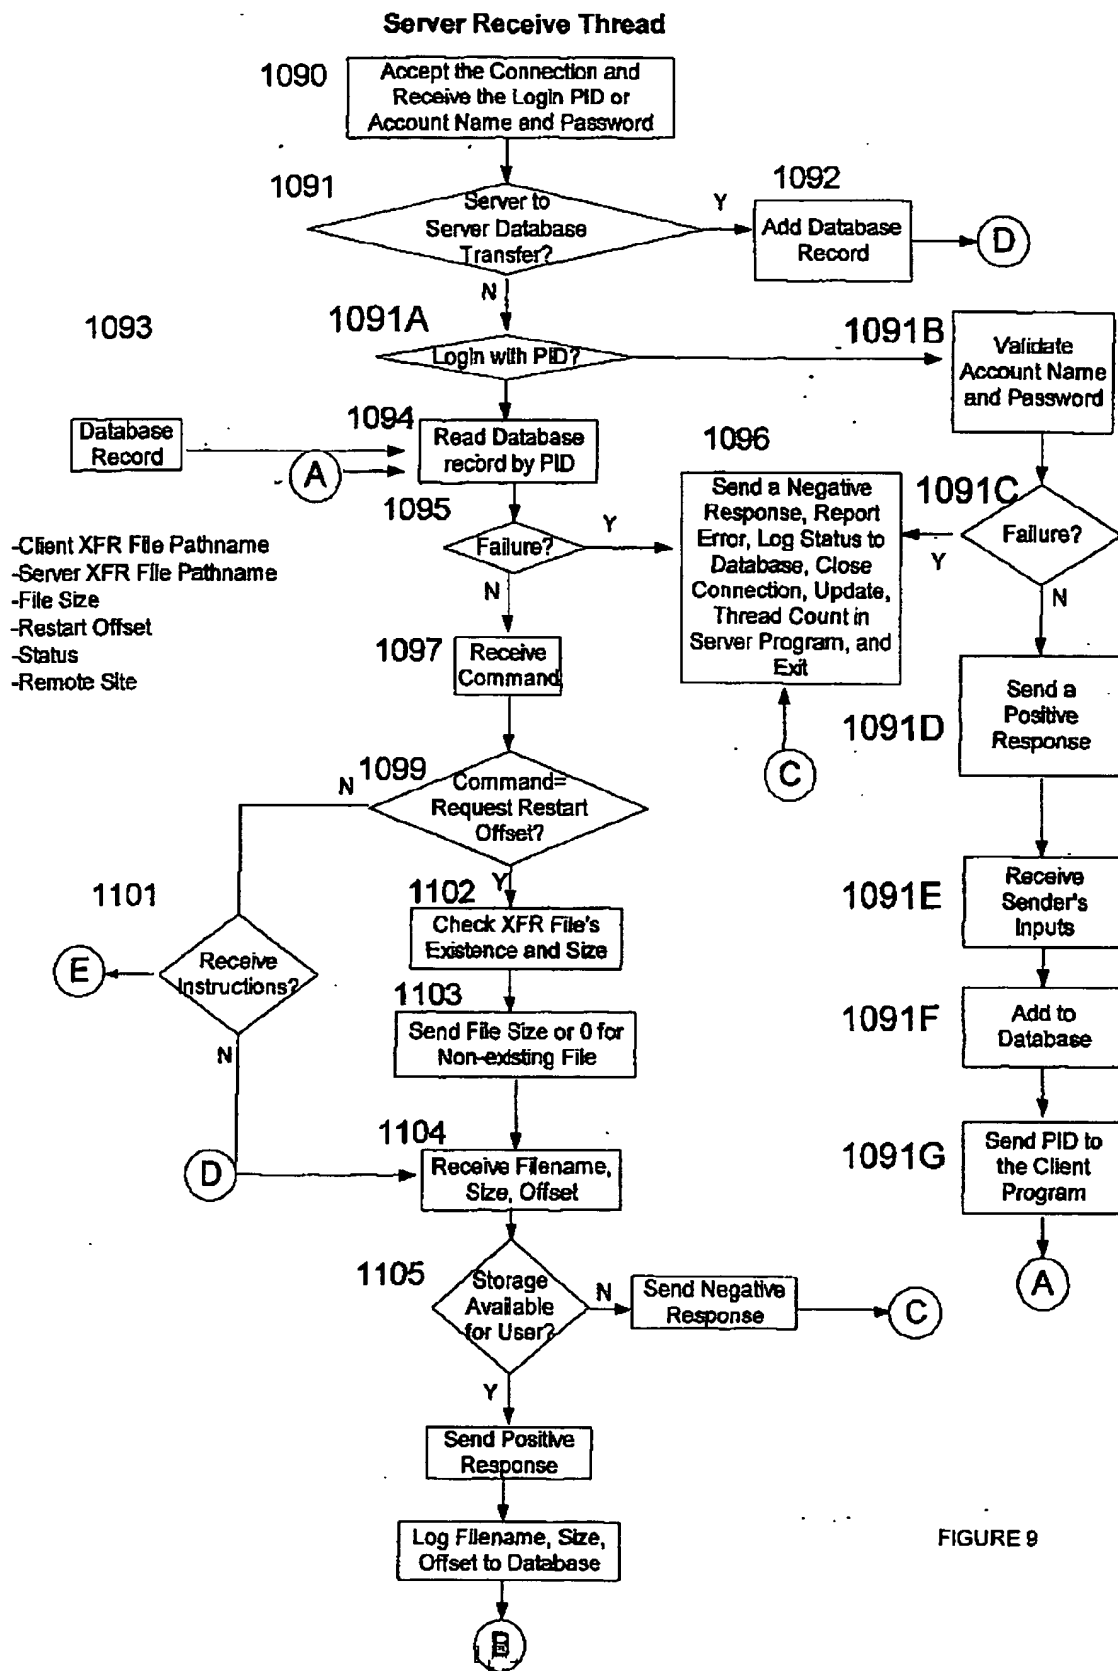 Server Receive Thread
1090
Accept the Connection and
Receive the Login PID or
Account Name and Password
1091
Server to
Server Database
Transfer?
Y
1092
Add Database
Record
D
N
1091A
Login with PID?
1091B
Validate
Account Name
and Password
1093
Database
Record
A
1094
Read Database
record by PID
1095
Failure?
Y
N
1096
Send a Negative
Response, Report
Error, Log Status to
Database, Close
Connection, Update,
Thread Count in
Server Program, and
Exit
C
1091C
Failure?
Y
N
-Client XFR File Pathname
-Server XFR File Pathname
-File Size
-Restart Offset
-Status
-Remote Site
1097
Receive
Command
1091D
Send a
Positive
Response
1099
Command=
Request Restart
Offset?
N
Y
1101
Receive
Instructions?
E
N
D
1102
Check XFR File's
Existence and Size
1103
Send File Size or 0 for
Non-existing File
1091E
Receive
Sender's
Inputs
1091F
Add to
Database
1091G
Send PID to
the Client
Program
A
1104
Receive Filename,
Size, Offset
1105
Storage
Available
for User?
N
Send Negative
Response
C
Y
Send Positive
Response
Log Filename, Size,
Offset to Database
FIGURE 9